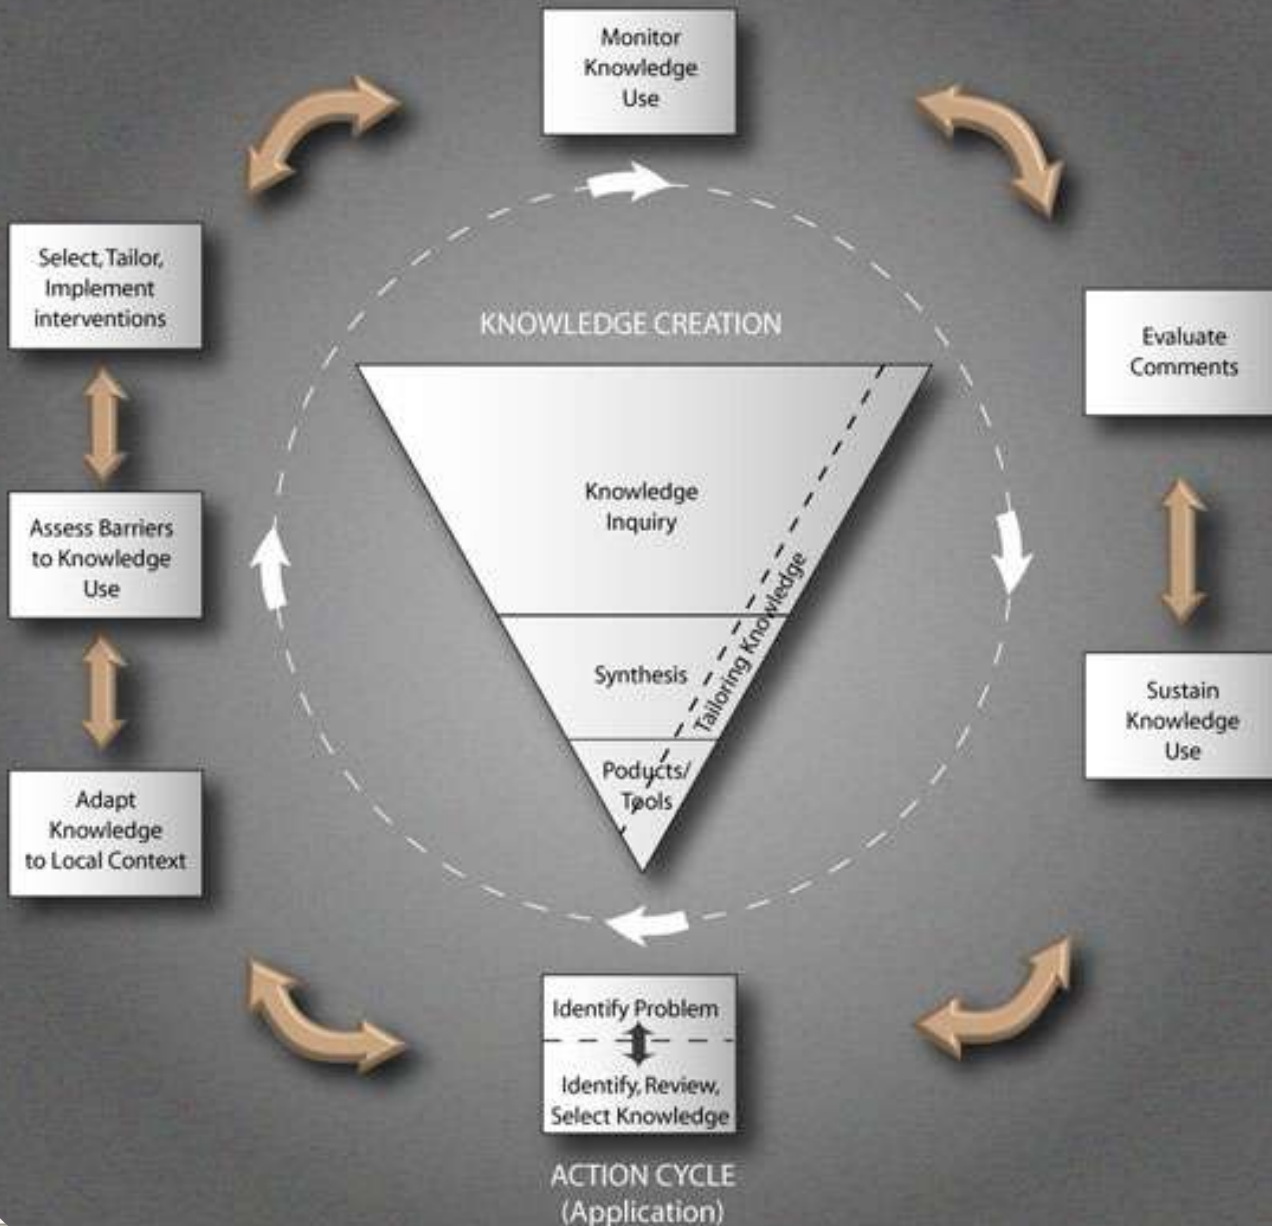 Monitor
Knowledge
Use
Select, Tailor,
Implement
interventions
Evaluate
Comments
KNOWLEDGE CREATION
Knowledge
Inquiry
Assess Barriers
to Knowledge
Use
Tailoring Knowledge
Synthesis
Sustain
Knowledge
Use
Poducts/
Tools
Adapt
Knowledge
to Local Context
Identify Problem
Identify, Review,
Select Knowledge
ACTION CYCLE
(Application)